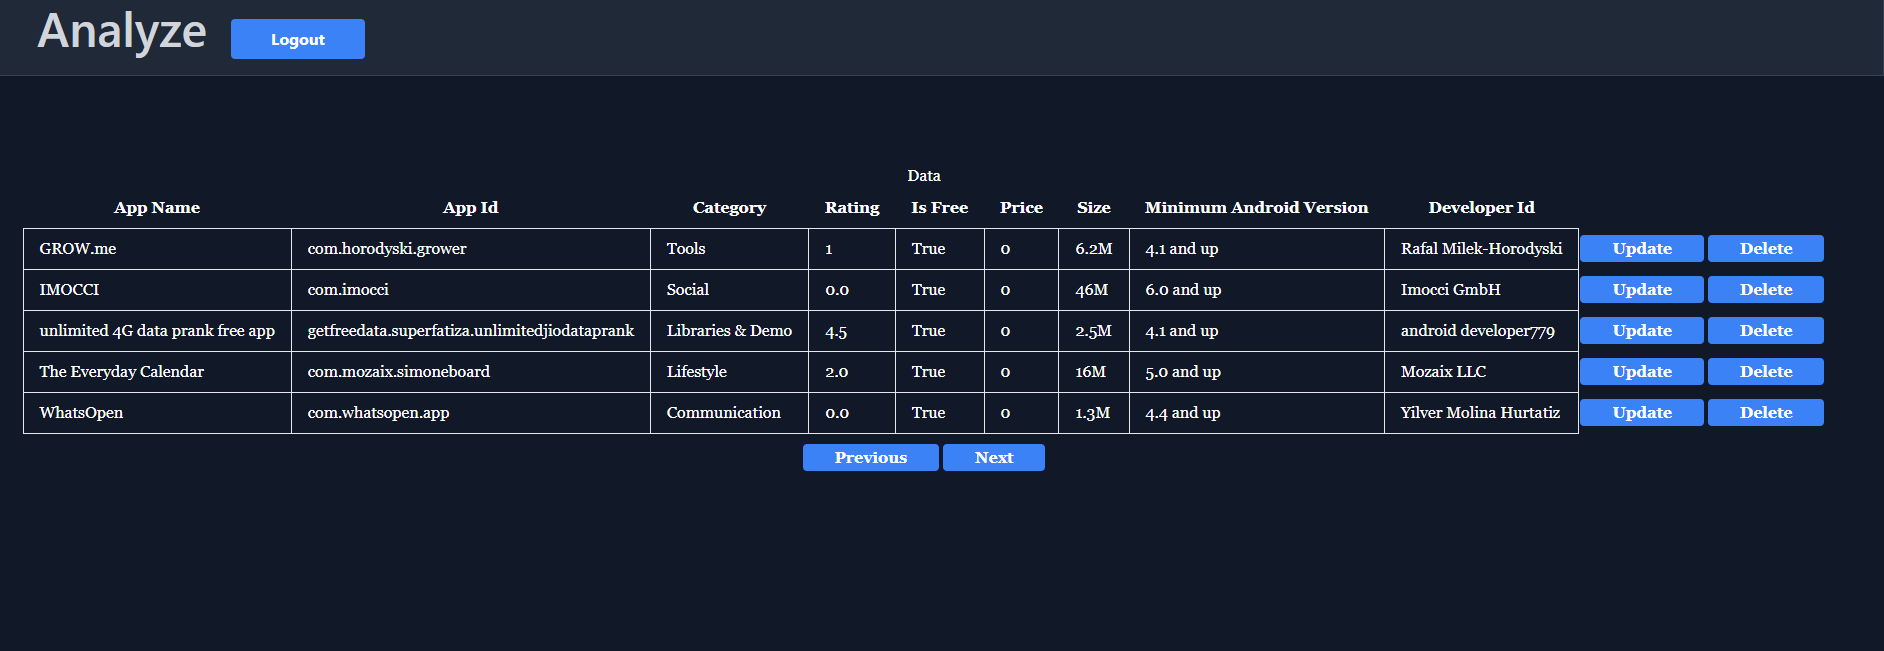 Analyze Logout
Data
App Name App Id Category Rating Is Free Price Size Minimum Android Version Developer Id
GROW.me com.horodyski.grower Tools 1 True 0 6.2M 4.1 and up Rafal Milek-Horodyski Update Delete
IMOCCI com.imocci Social 0.0 True 0 46M 6.0 and up Imocci GmbH Update Delete
unlimited 4G data prank free app getfreedata.superfatiza.unlimitedjiodataprank Libraries & Demo 4.5 True 0 2.5M 4.1 and up android developer779 Update Delete
The Everyday Calendar com.mozaix.simoneboard Lifestyle 2.0 True 0 16M 5.0 and up Mozaix LLC Update Delete
WhatsOpen com.whatsopen.app Communication 0.0 True 0 1.3M 4.4 and up Yilver Molina Hurtatiz Update Delete
Previous Next